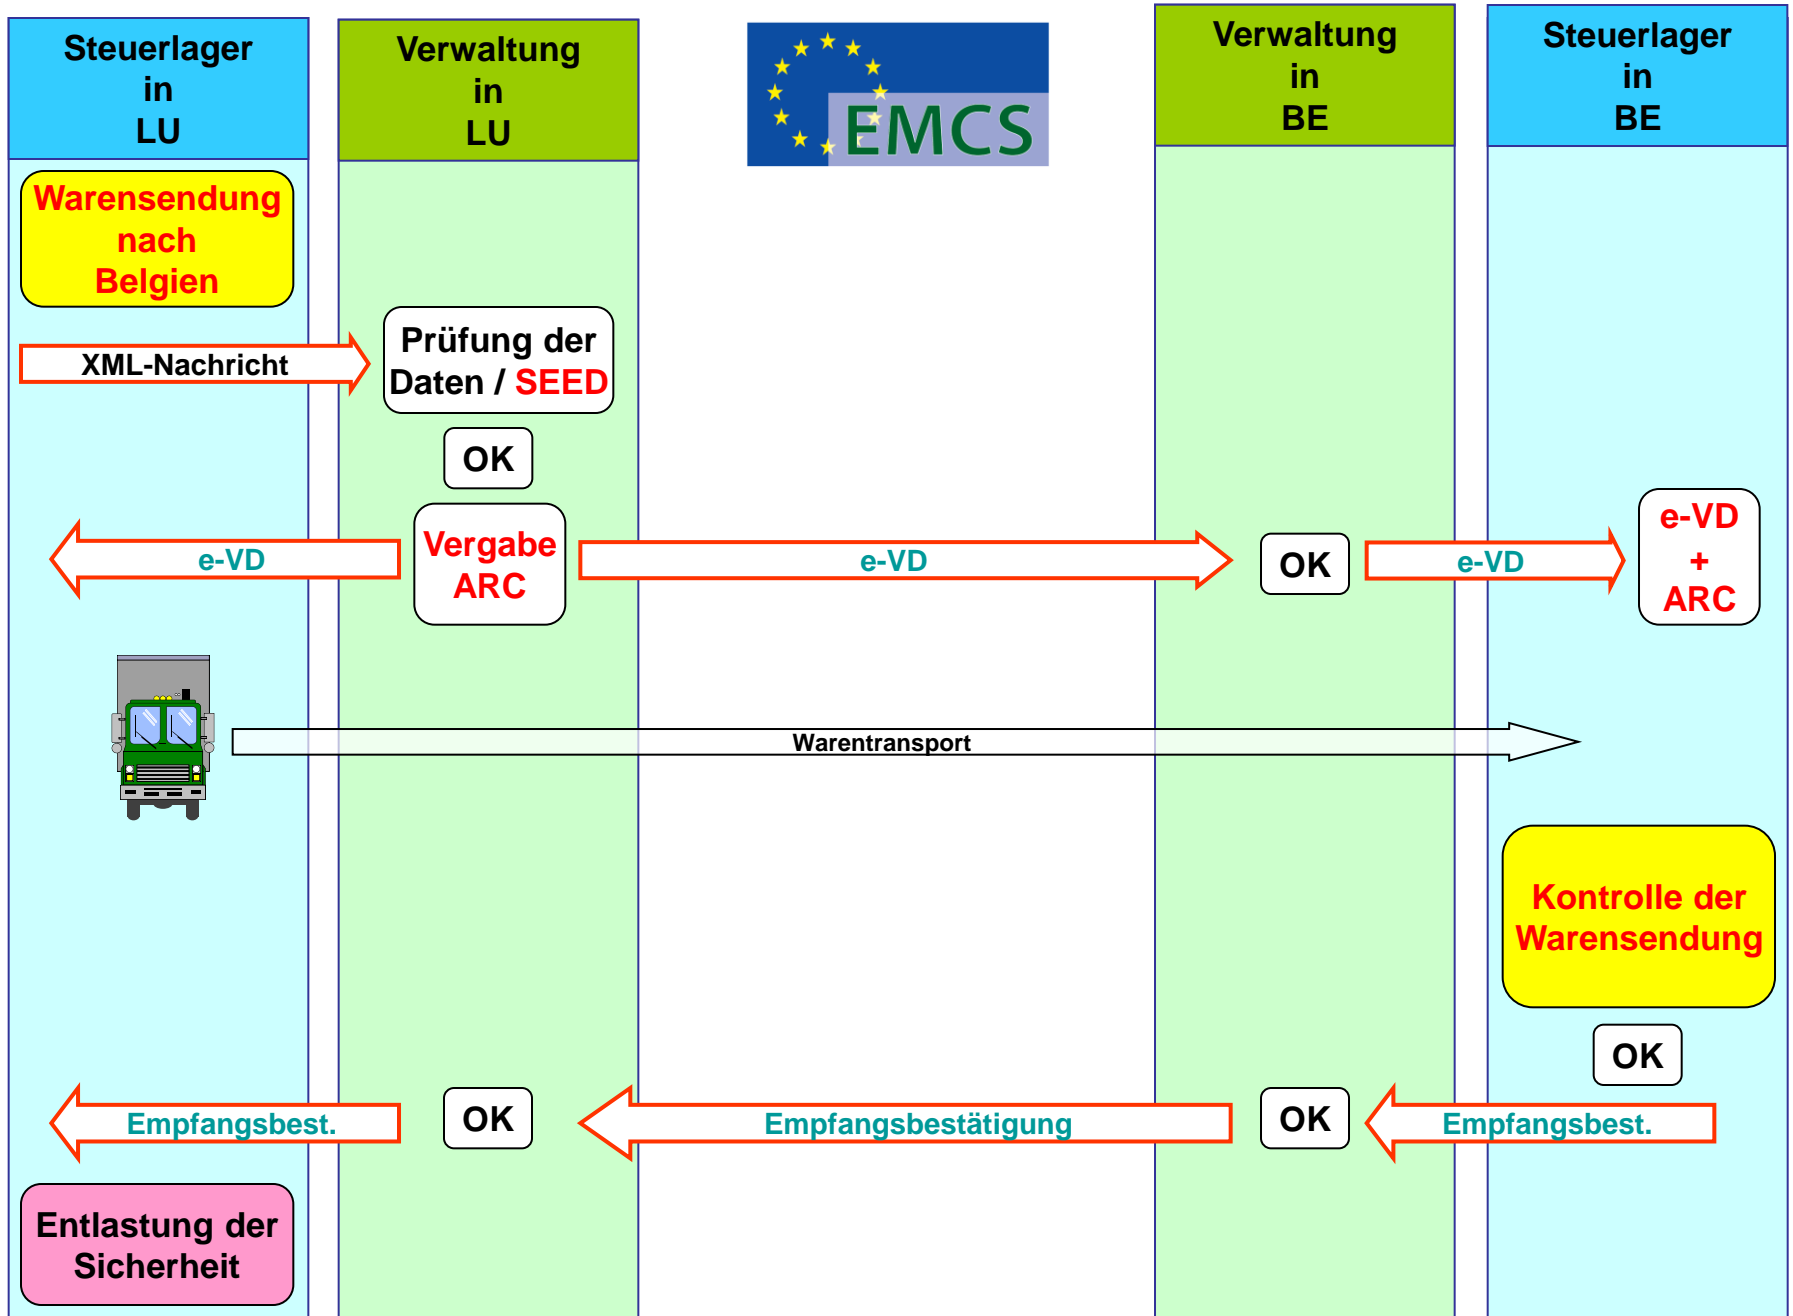 Steuerlager
in
LU
Verwaltung
in
LU
EMCS
Verwaltung
in
BE
Steuerlager
in
BE
Warensendung
nach
Belgien
XML-Nachricht
Prüfung der
Daten / SEED
OK
e-VD
Vergabe
ARC
e-VD
OK
e-VD
e-VD
+
ARC
Warentransport
Kontrolle der
Warensendung
OK
Empfangsbest.
OK
Empfangsbestätigung
OK
Empfangsbest.
Entlastung der
Sicherheit